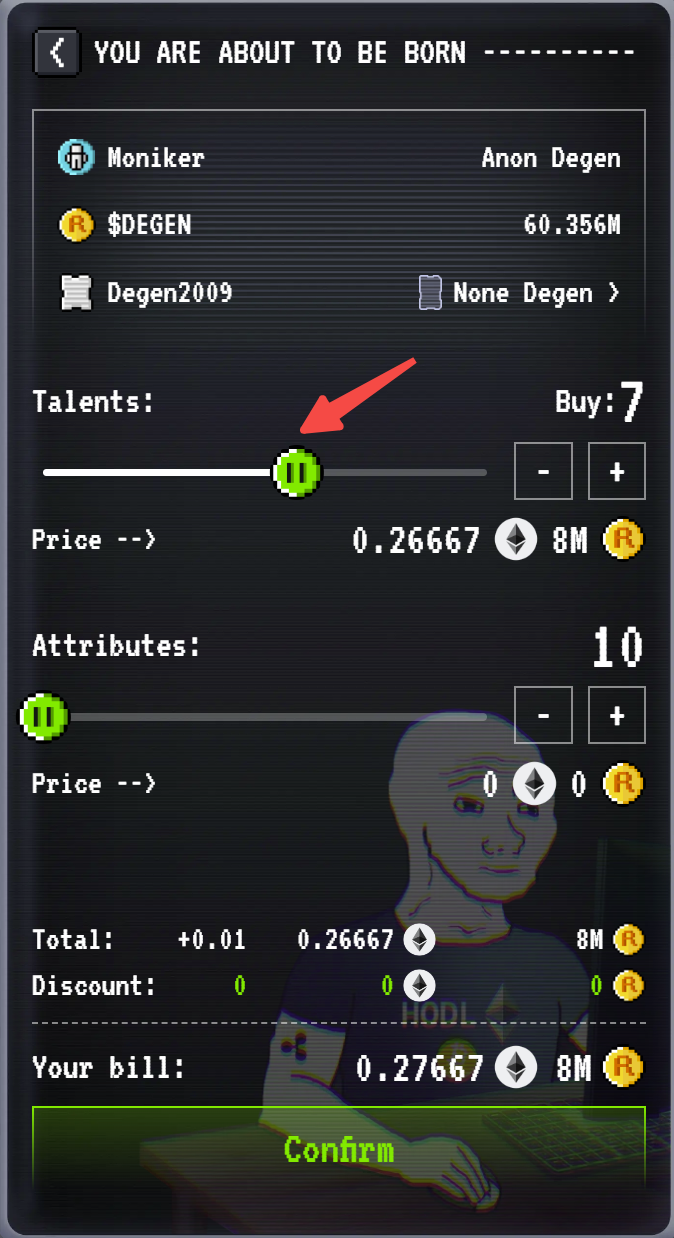 YOU ARE ABOUT TO BE BORN ----------
Moniker Anon Degen
R $DEGEN 60.356M
Degen2009 None Degen >
Talents: Buy:7
- +
Price --> 0.26667 8M R
Attributes: 10
- +
Price --> 0 0 R
Total: +0.01 0.26667 8M R
Discount: 0 0 0 R
HODL
Your bill: 0.27667 8M R
Confirm